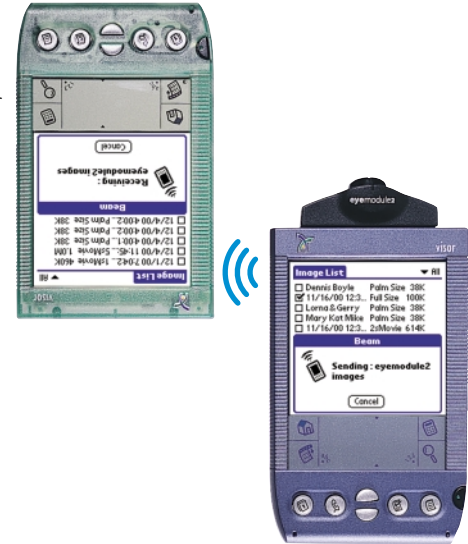 VISOR
Image List ▼ All
12/1/00 7:04:2... 1sMovie 460K
12/4/00 11:45:... 5sMovie 1.0M
12/4/00 4:00:1... Palm Size 38K
12/4/00 4:00:2... Palm Size 38K
12/4/00 4:00:2... Palm Size 38K
Beam
Receiving :
eyemodule2 images
Cancel
eyemodule2
VISOR
Image List ▼ All
Dennis Boyle Palm Size 38K
11/16/00 12:3... Full Size 100K
Lorna & Gerry Palm Size 38K
Mary Kat Mike Palm Size 38K
11/16/00 12:3... 2sMovie 614K
Beam
Sending : eyemodule2
images
Cancel